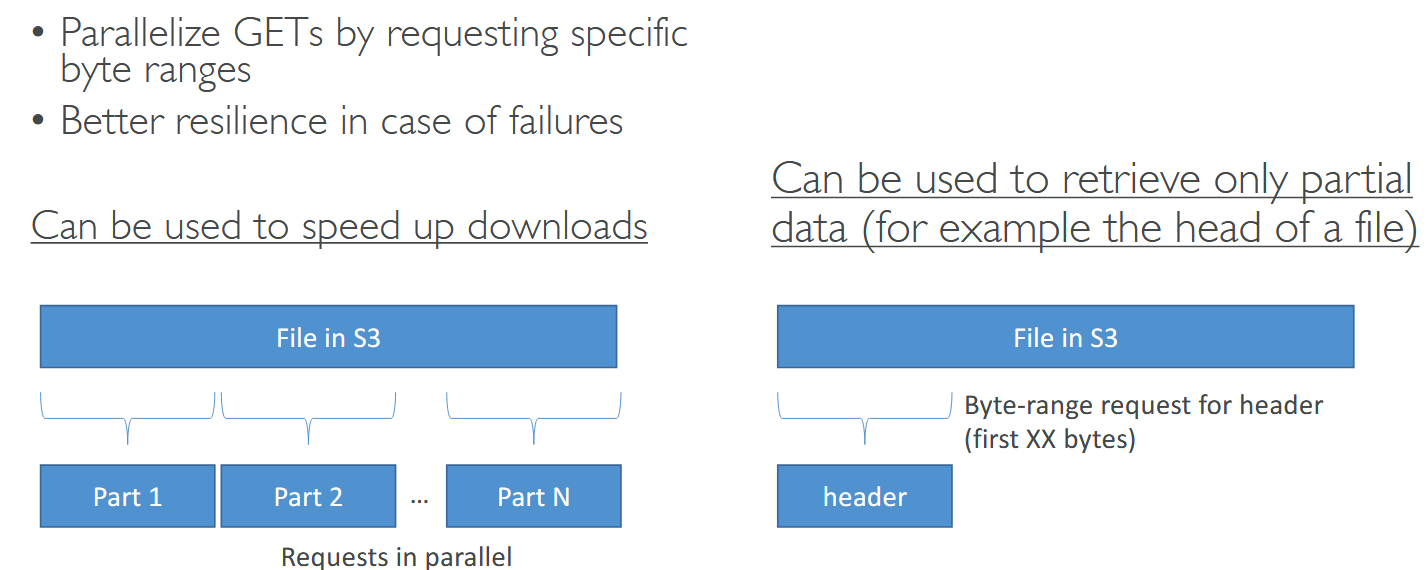 • Parallelize GETs by requesting specific
byte ranges
• Better resilience in case of failures
Can be used to speed up downloads
File in S3
Part 1
Part 2
...
Part N
Requests in parallel
Can be used to retrieve only partial
data (for example the head of a file)
File in S3
Byte-range request for header
(first XX bytes)
header